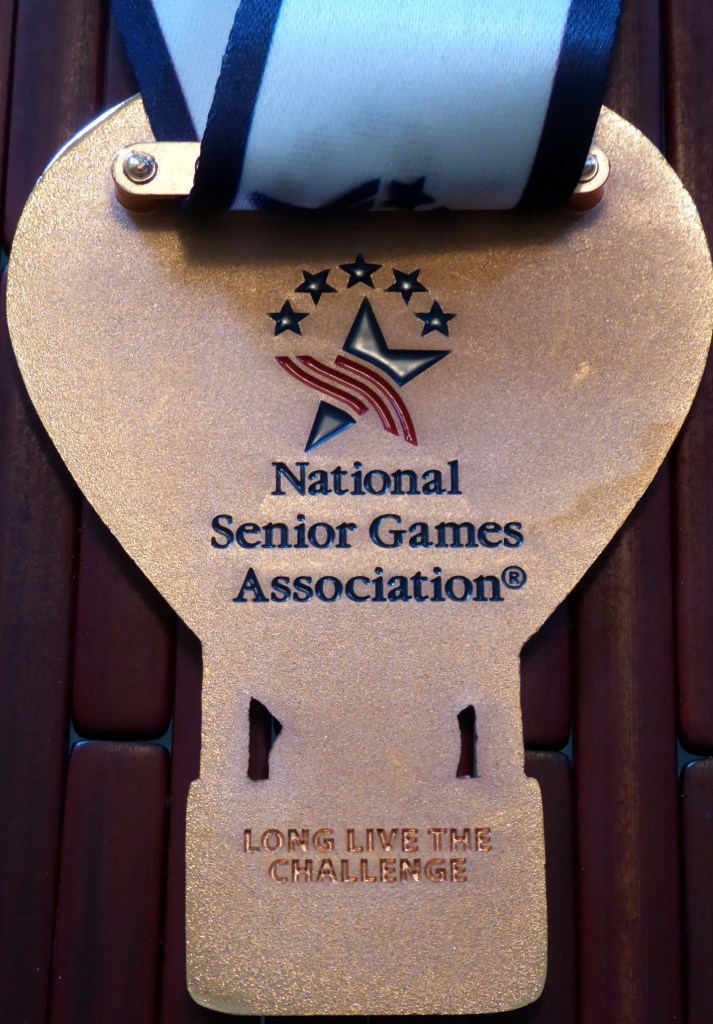 National
Senior Games
Association®
LONG LIVE THE
CHALLENGE